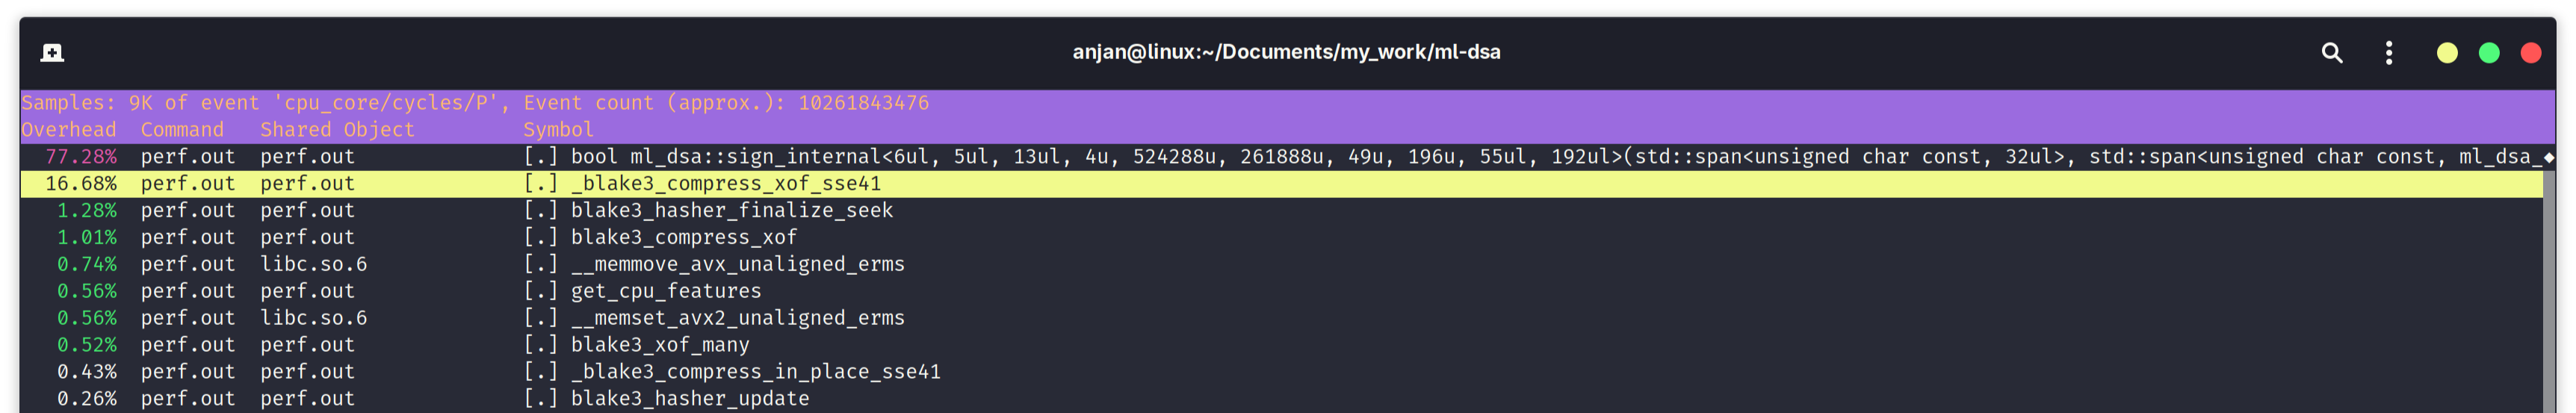 anjan@linux:~/Documents/my_work/ml-dsa
Samples: 9K of event 'cpu_core/cycles/P', Event count (approx.): 10261843476
Overhead  Command  Shared Object  Symbol
77.28%  perf.out  perf.out  [.] bool ml_dsa::sign_internal<6ul, 5ul, 13ul, 4u, 524288u, 261888u, 49u, 196u, 55ul, 192ul>(std::span<unsigned char const, 32ul>, std::span<unsigned char const, ml_dsa_◆
16.68%  perf.out  perf.out  [.] _blake3_compress_xof_sse41
1.28%  perf.out  perf.out  [.] blake3_hasher_finalize_seek
1.01%  perf.out  perf.out  [.] blake3_compress_xof
0.74%  perf.out  libc.so.6  [.] __memmove_avx_unaligned_erms
0.56%  perf.out  perf.out  [.] get_cpu_features
0.56%  perf.out  libc.so.6  [.] __memset_avx2_unaligned_erms
0.52%  perf.out  perf.out  [.] blake3_xof_many
0.43%  perf.out  perf.out  [.] _blake3_compress_in_place_sse41
0.26%  perf.out  perf.out  [.] blake3_hasher_update